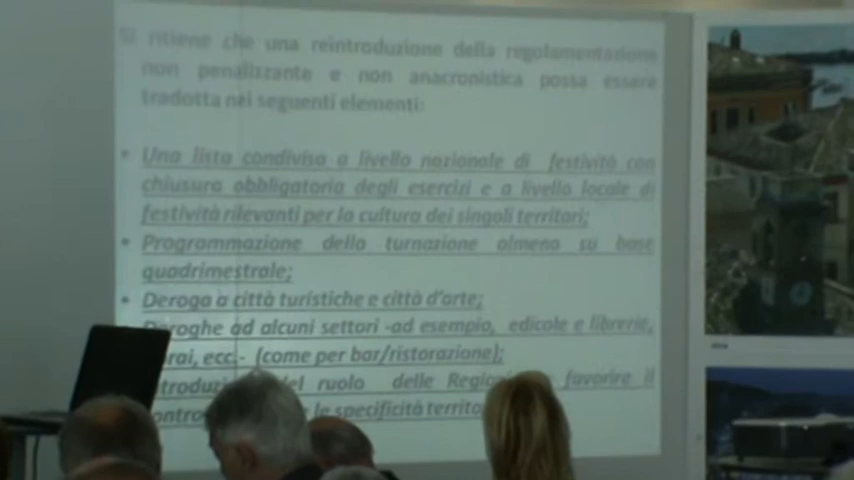 Si ritiene che una reintroduzione della regolamentazione
non penalizzante e non anacronistica possa essere
tradotta nei seguenti elementi:
• Una lista condivisa a livello nazionale di festività con
chiusura obbligatoria degli esercizi e a livello locale di
festività rilevanti per la cultura dei singoli territori;
• Programmazione della turnazione almeno su base
quadrimestrale;
• Deroga a città turistiche e città d'arte;
Deroghe ad alcuni settori -ad esempio, edicole e librerie,
ecc.- (come per bar/ristorazione);
del ruolo delle favorire il
le specificità